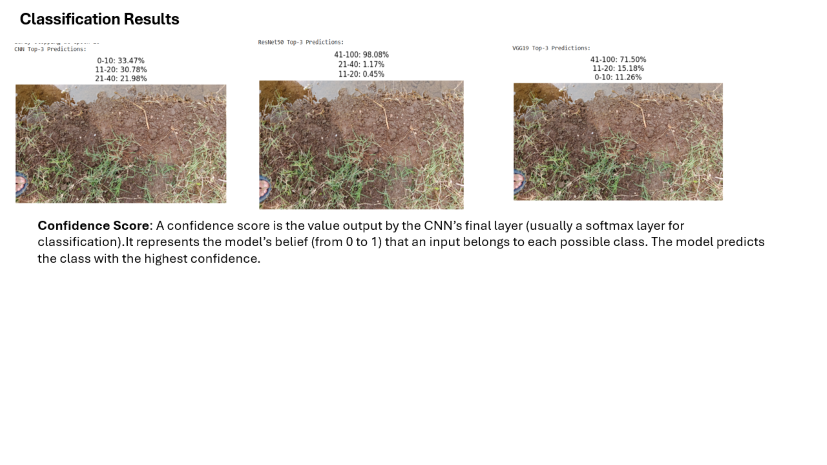 Classification Results
CNN Top-3 Predictions:
0-10: 33.47%
11-20: 30.78%
21-40: 21.98%
ResNet50 Top-3 Predictions:
41-100: 98.08%
21-40: 1.17%
11-20: 0.45%
VGG19 Top-3 Predictions:
41-100: 71.50%
11-20: 15.18%
0-10: 11.26%
Confidence Score: A confidence score is the value output by the CNN’s final layer (usually a softmax layer for
classification).It represents the model’s belief (from 0 to 1) that an input belongs to each possible class. The model predicts
the class with the highest confidence.